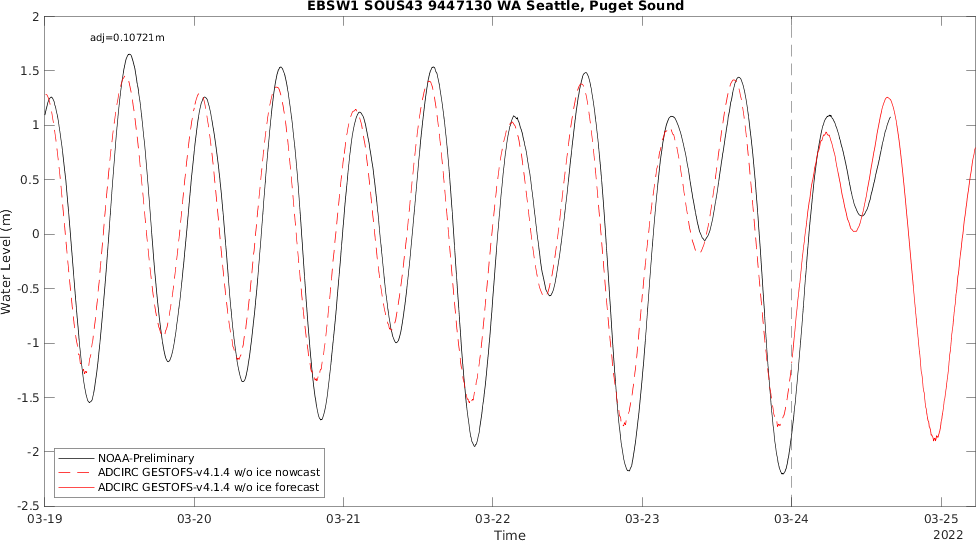 EBSW1 SOUS43 9447130 WA Seattle, Puget Sound
adj=0.10721m
2
1.5
1
0.5
0
-0.5
-1
-1.5
-2
-2.5
Water Level (m)
NOAA-Preliminary
ADCIRC GESTOFS-v4.1.4 w/o ice nowcast
ADCIRC GESTOFS-v4.1.4 w/o ice forecast
03-19 03-20 03-21 03-22 03-23 03-24 03-25
Time
2022